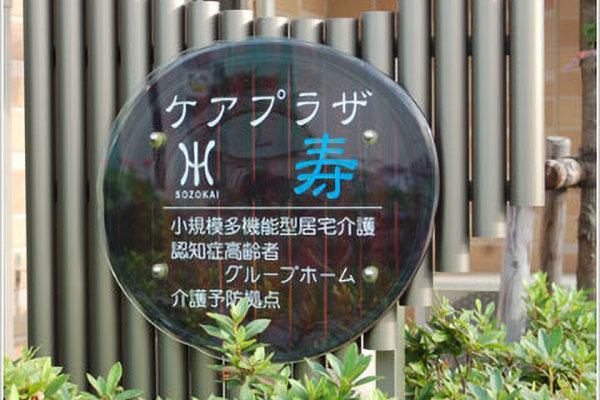 ケアプラザ
寿
SOZOKAI
小規模多機能型居宅介護
認知症高齢者
グループホーム
介護予防拠点